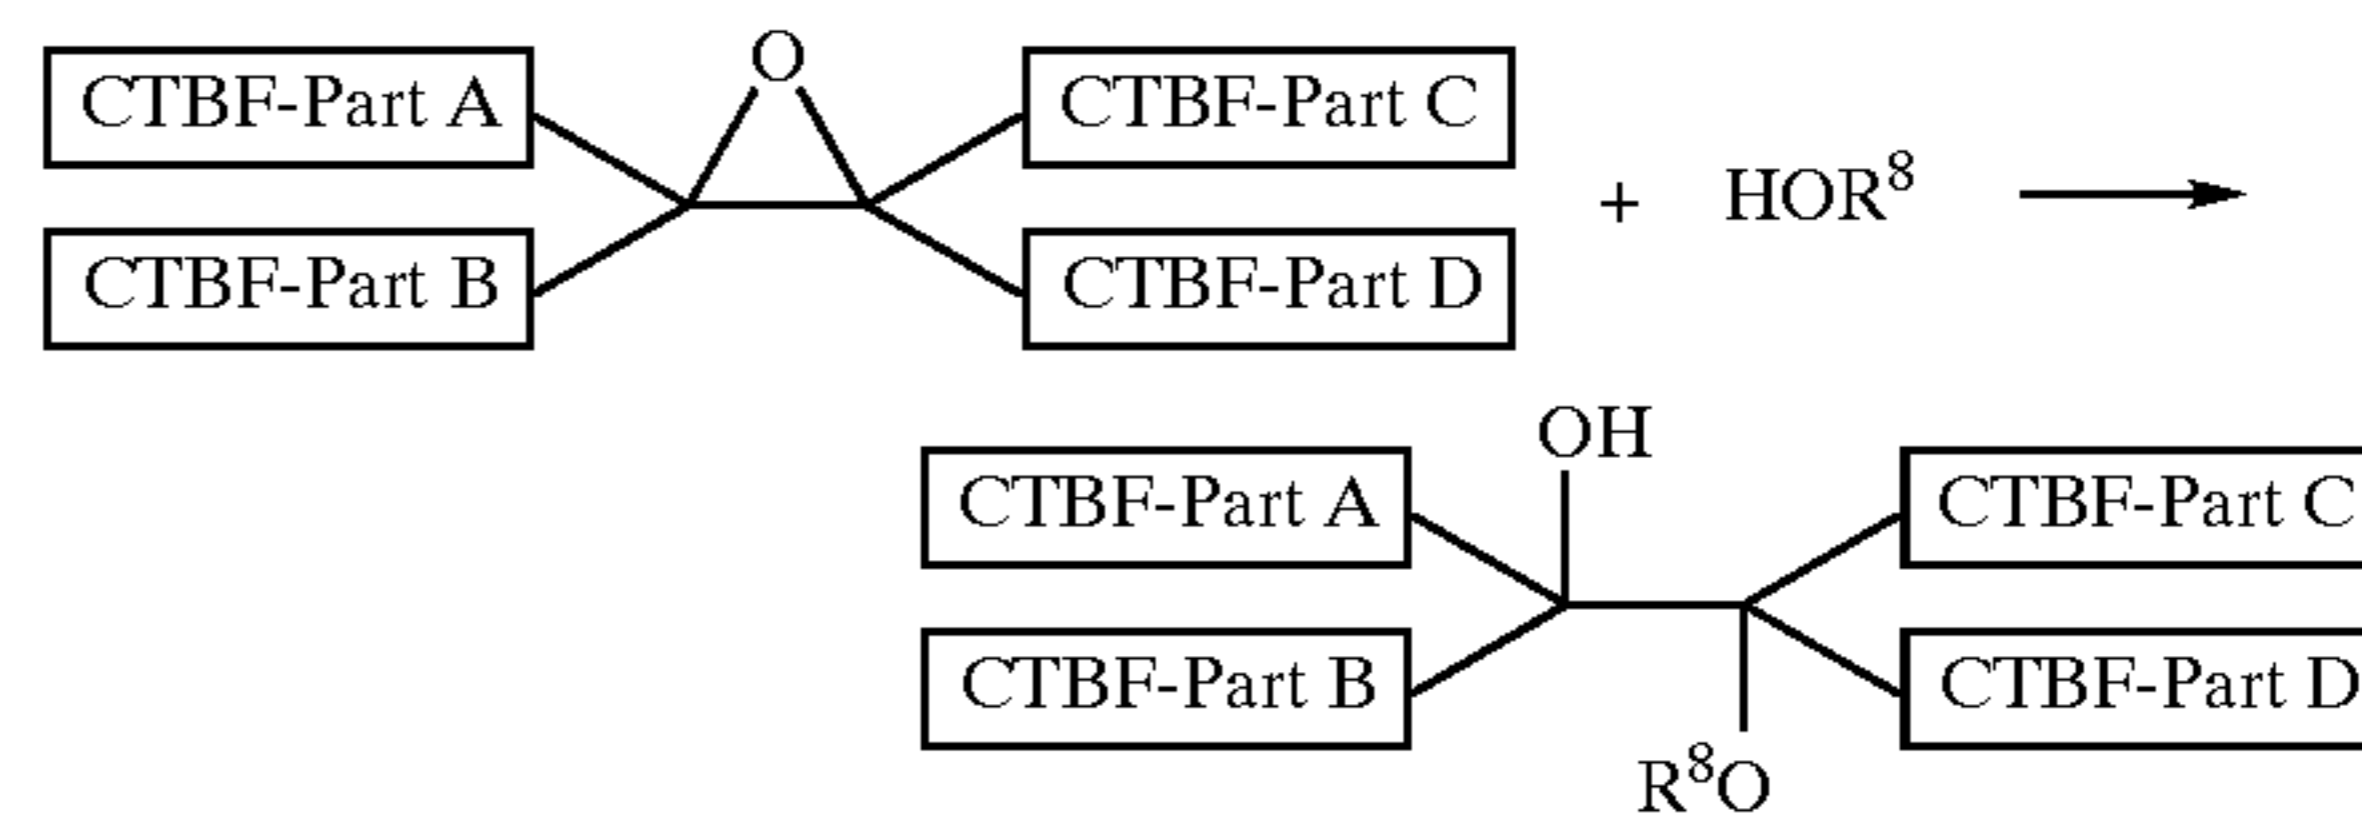 O
CTBF-Part A CTBF-Part C
+ HOR⁸
CTBF-Part B CTBF-Part D
OH
CTBF-Part A CTBF-Part C
CTBF-Part B CTBF-Part D
R⁸O